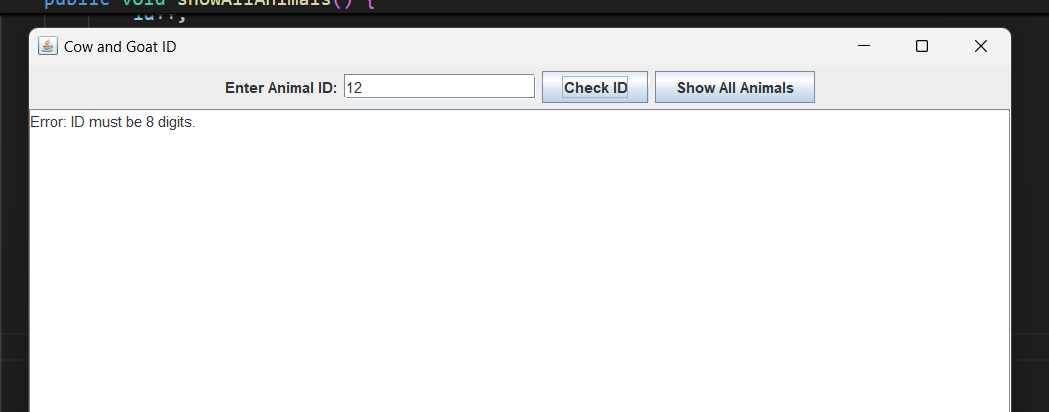 public void showAllAnimals() {
id++;
Cow and Goat ID
Enter Animal ID: 12 Check ID Show All Animals
Error: ID must be 8 digits.